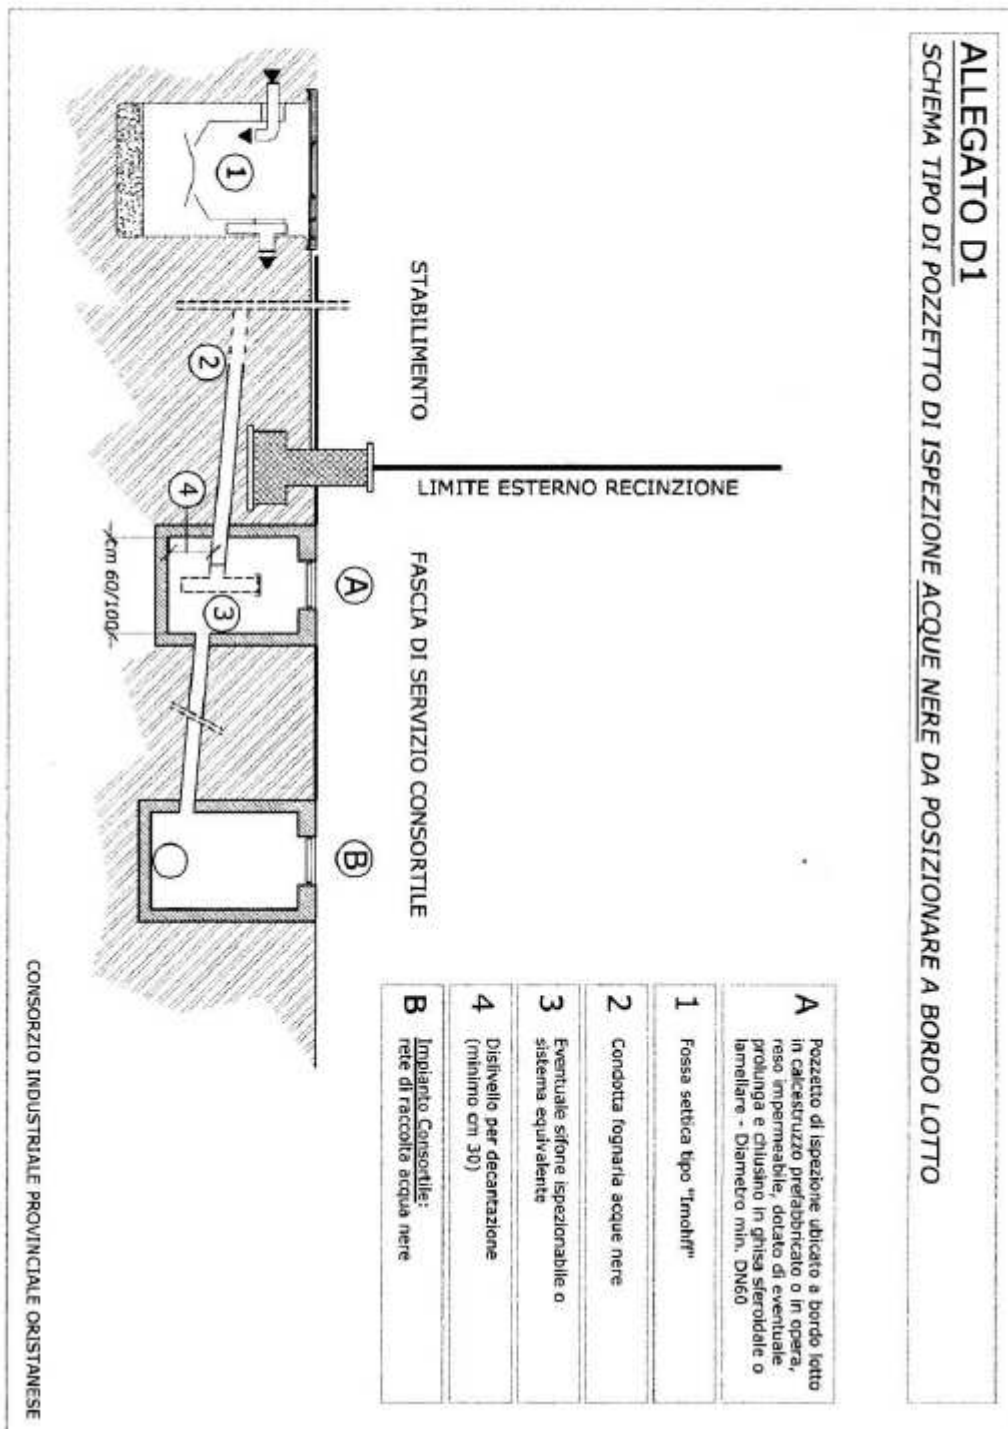 ALLEGATO D1
SCHEMA TIPO DI POZZETTO DI ISPEZIONE ACQUE NERE DA POSIZIONARE A BORDO LOTTO
STABILIMENTO
LIMITE ESTERNO RECINZIONE
FASCIA DI SERVIZIO CONSORTILE
1
2
4
3
A
B
cm 60/100
A
Pozzetto di ispezione ubicato a bordo lotto
in calcestruzzo prefabbricato o in opera,
reso impermeabile, dotato di eventuale
prolunga e chiusino in ghisa sferoidale o
lamellare - Diametro min. DN60
1
Fossa settica tipo "Imohff"
2
Condotta fognaria acque nere
3
Eventuale sifone ispezionabile o
sistema equivalente
4
Dislivello per decantazione
(minimo cm 30)
B
Impianto Consortile:
rete di raccolta acqua nere
CONSORZIO INDUSTRIALE PROVINCIALE ORISTANESE